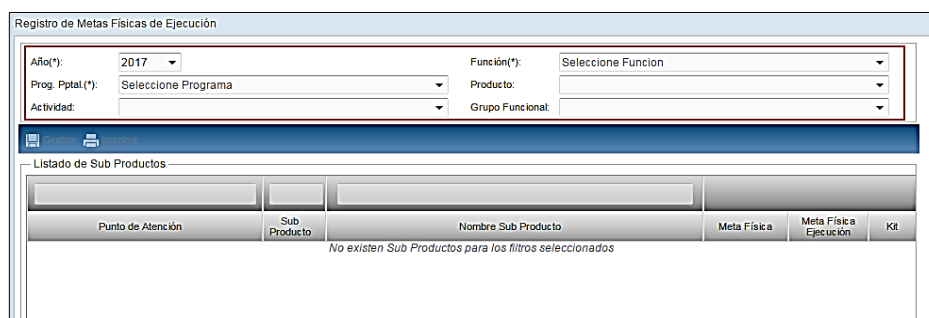 Registro de Metas Físicas de Ejecución
Año(*): 2017 Función(*): Seleccione Funcion
Prog. Pptal.(*): Seleccione Programa Producto:
Actividad: Grupo Funcional:
Grabar Imprimir
Listado de Sub Productos
Punto de Atención Sub Producto Nombre Sub Producto Meta Física Meta Física Ejecución Kit
No existen Sub Productos para los filtros seleccionados